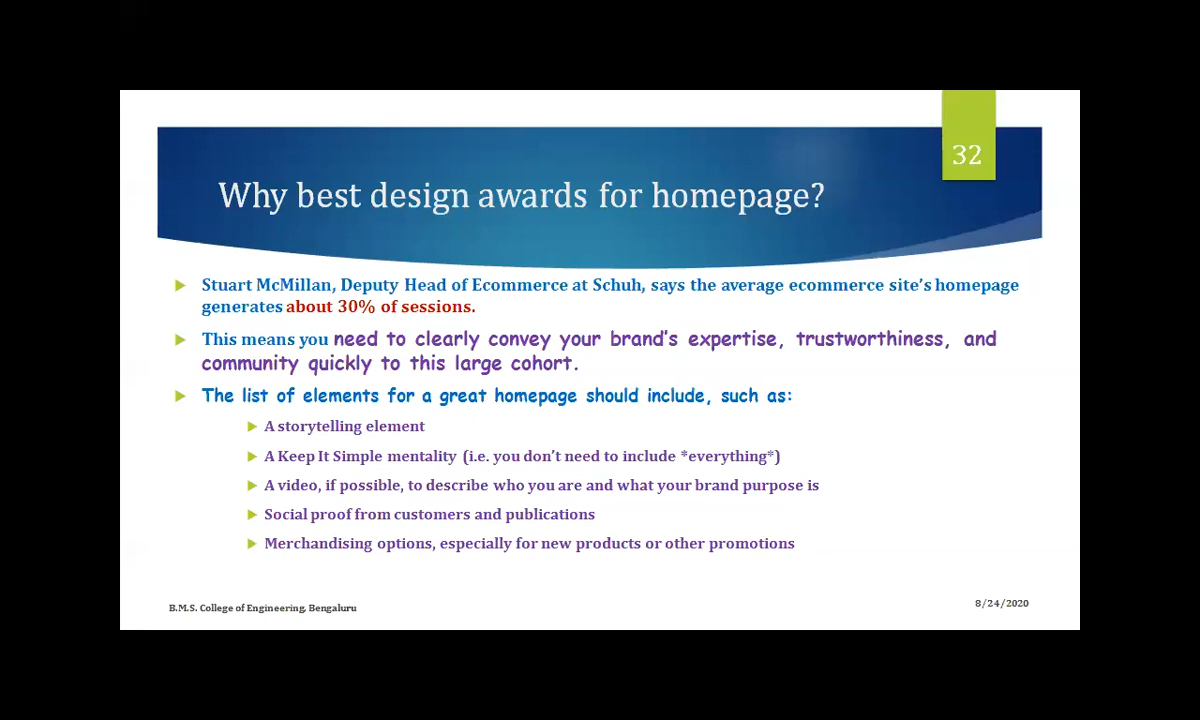 32
Why best design awards for homepage?
Stuart McMillan, Deputy Head of Ecommerce at Schuh, says the average ecommerce site's homepage
generates about 30% of sessions.
This means you need to clearly convey your brand's expertise, trustworthiness, and
community quickly to this large cohort.
The list of elements for a great homepage should include, such as:
A storytelling element
A Keep It Simple mentality (i.e. you don't need to include *everything*)
A video, if possible, to describe who you are and what your brand purpose is
Social proof from customers and publications
Merchandising options, especially for new products or other promotions
B.M.S. College of Engineering, Bengaluru
8/24/2020